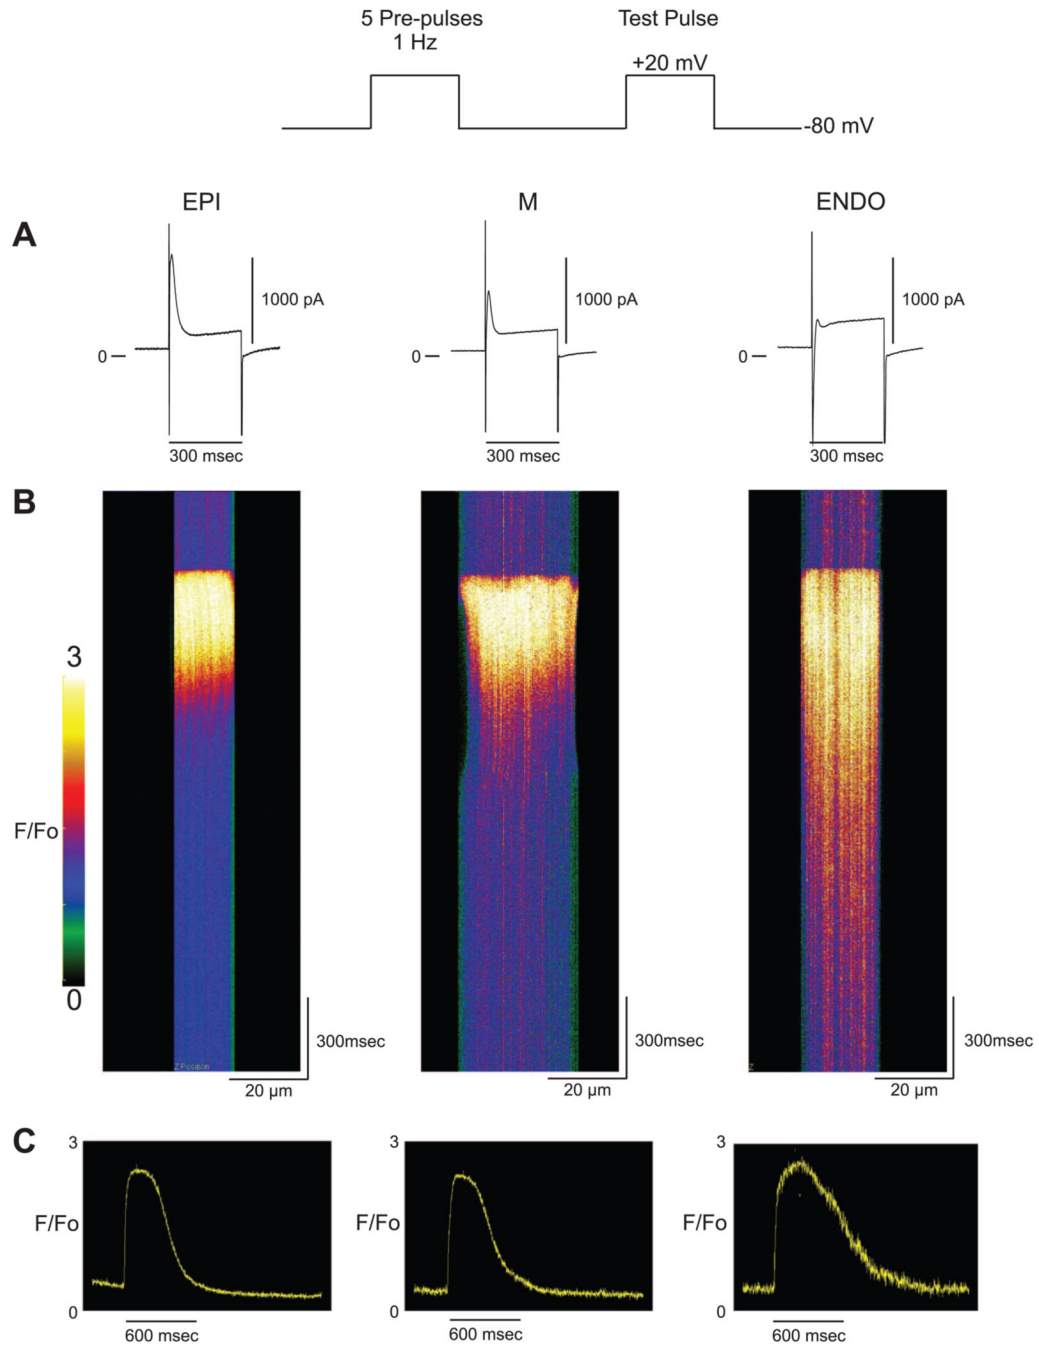 5 Pre-pulses
1 Hz
Test Pulse
+20 mV
-80 mV
EPI
M
ENDO
A
1000 pA
1000 pA
1000 pA
0
0
0
300 msec
300 msec
300 msec
B
3
F/Fo
0
Z Position
Z
300msec
300msec
300msec
20 µm
20 µm
20 µm
C
3
3
3
F/Fo
F/Fo
F/Fo
0
0
0
600 msec
600 msec
600 msec